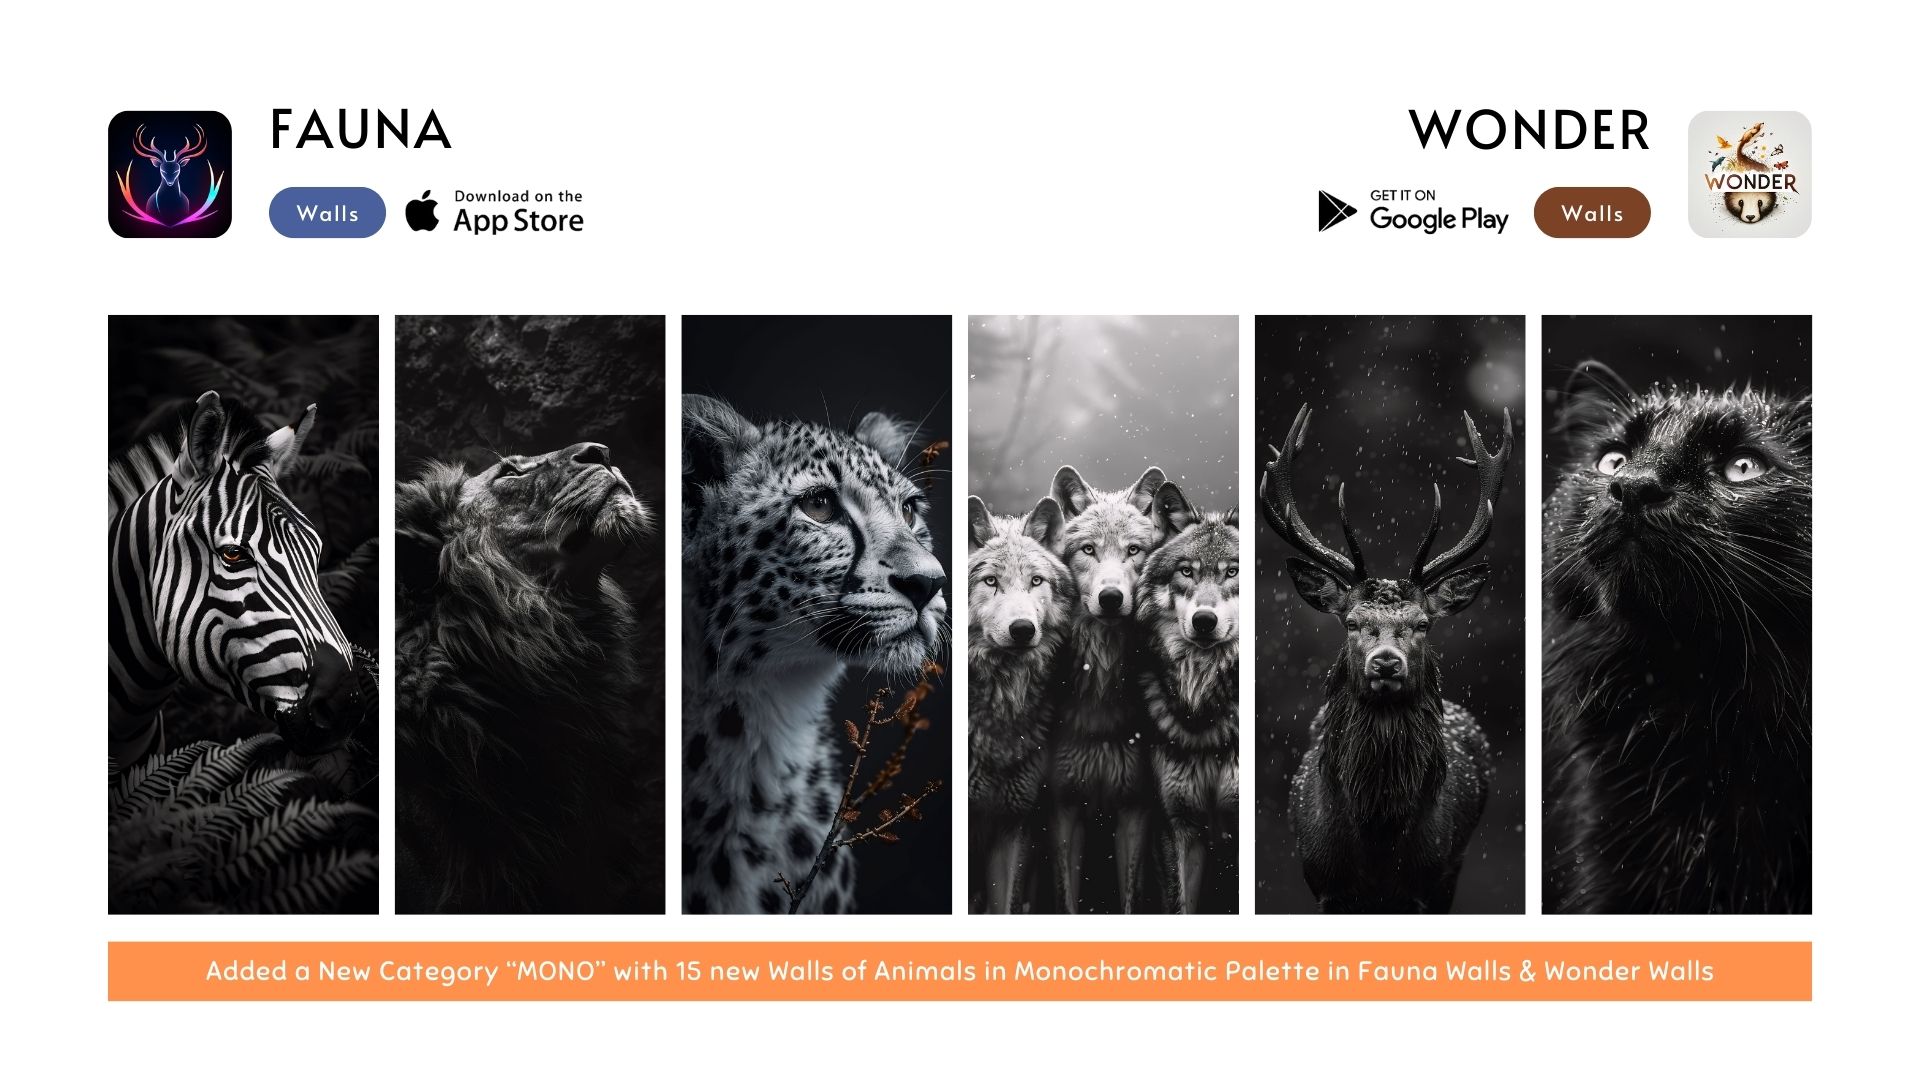 FAUNA
Walls
Download on the
App Store
WONDER
GET IT ON
Google Play
Walls
WONDER
Added a New Category “MONO” with 15 new Walls of Animals in Monochromatic Palette in Fauna Walls & Wonder Walls